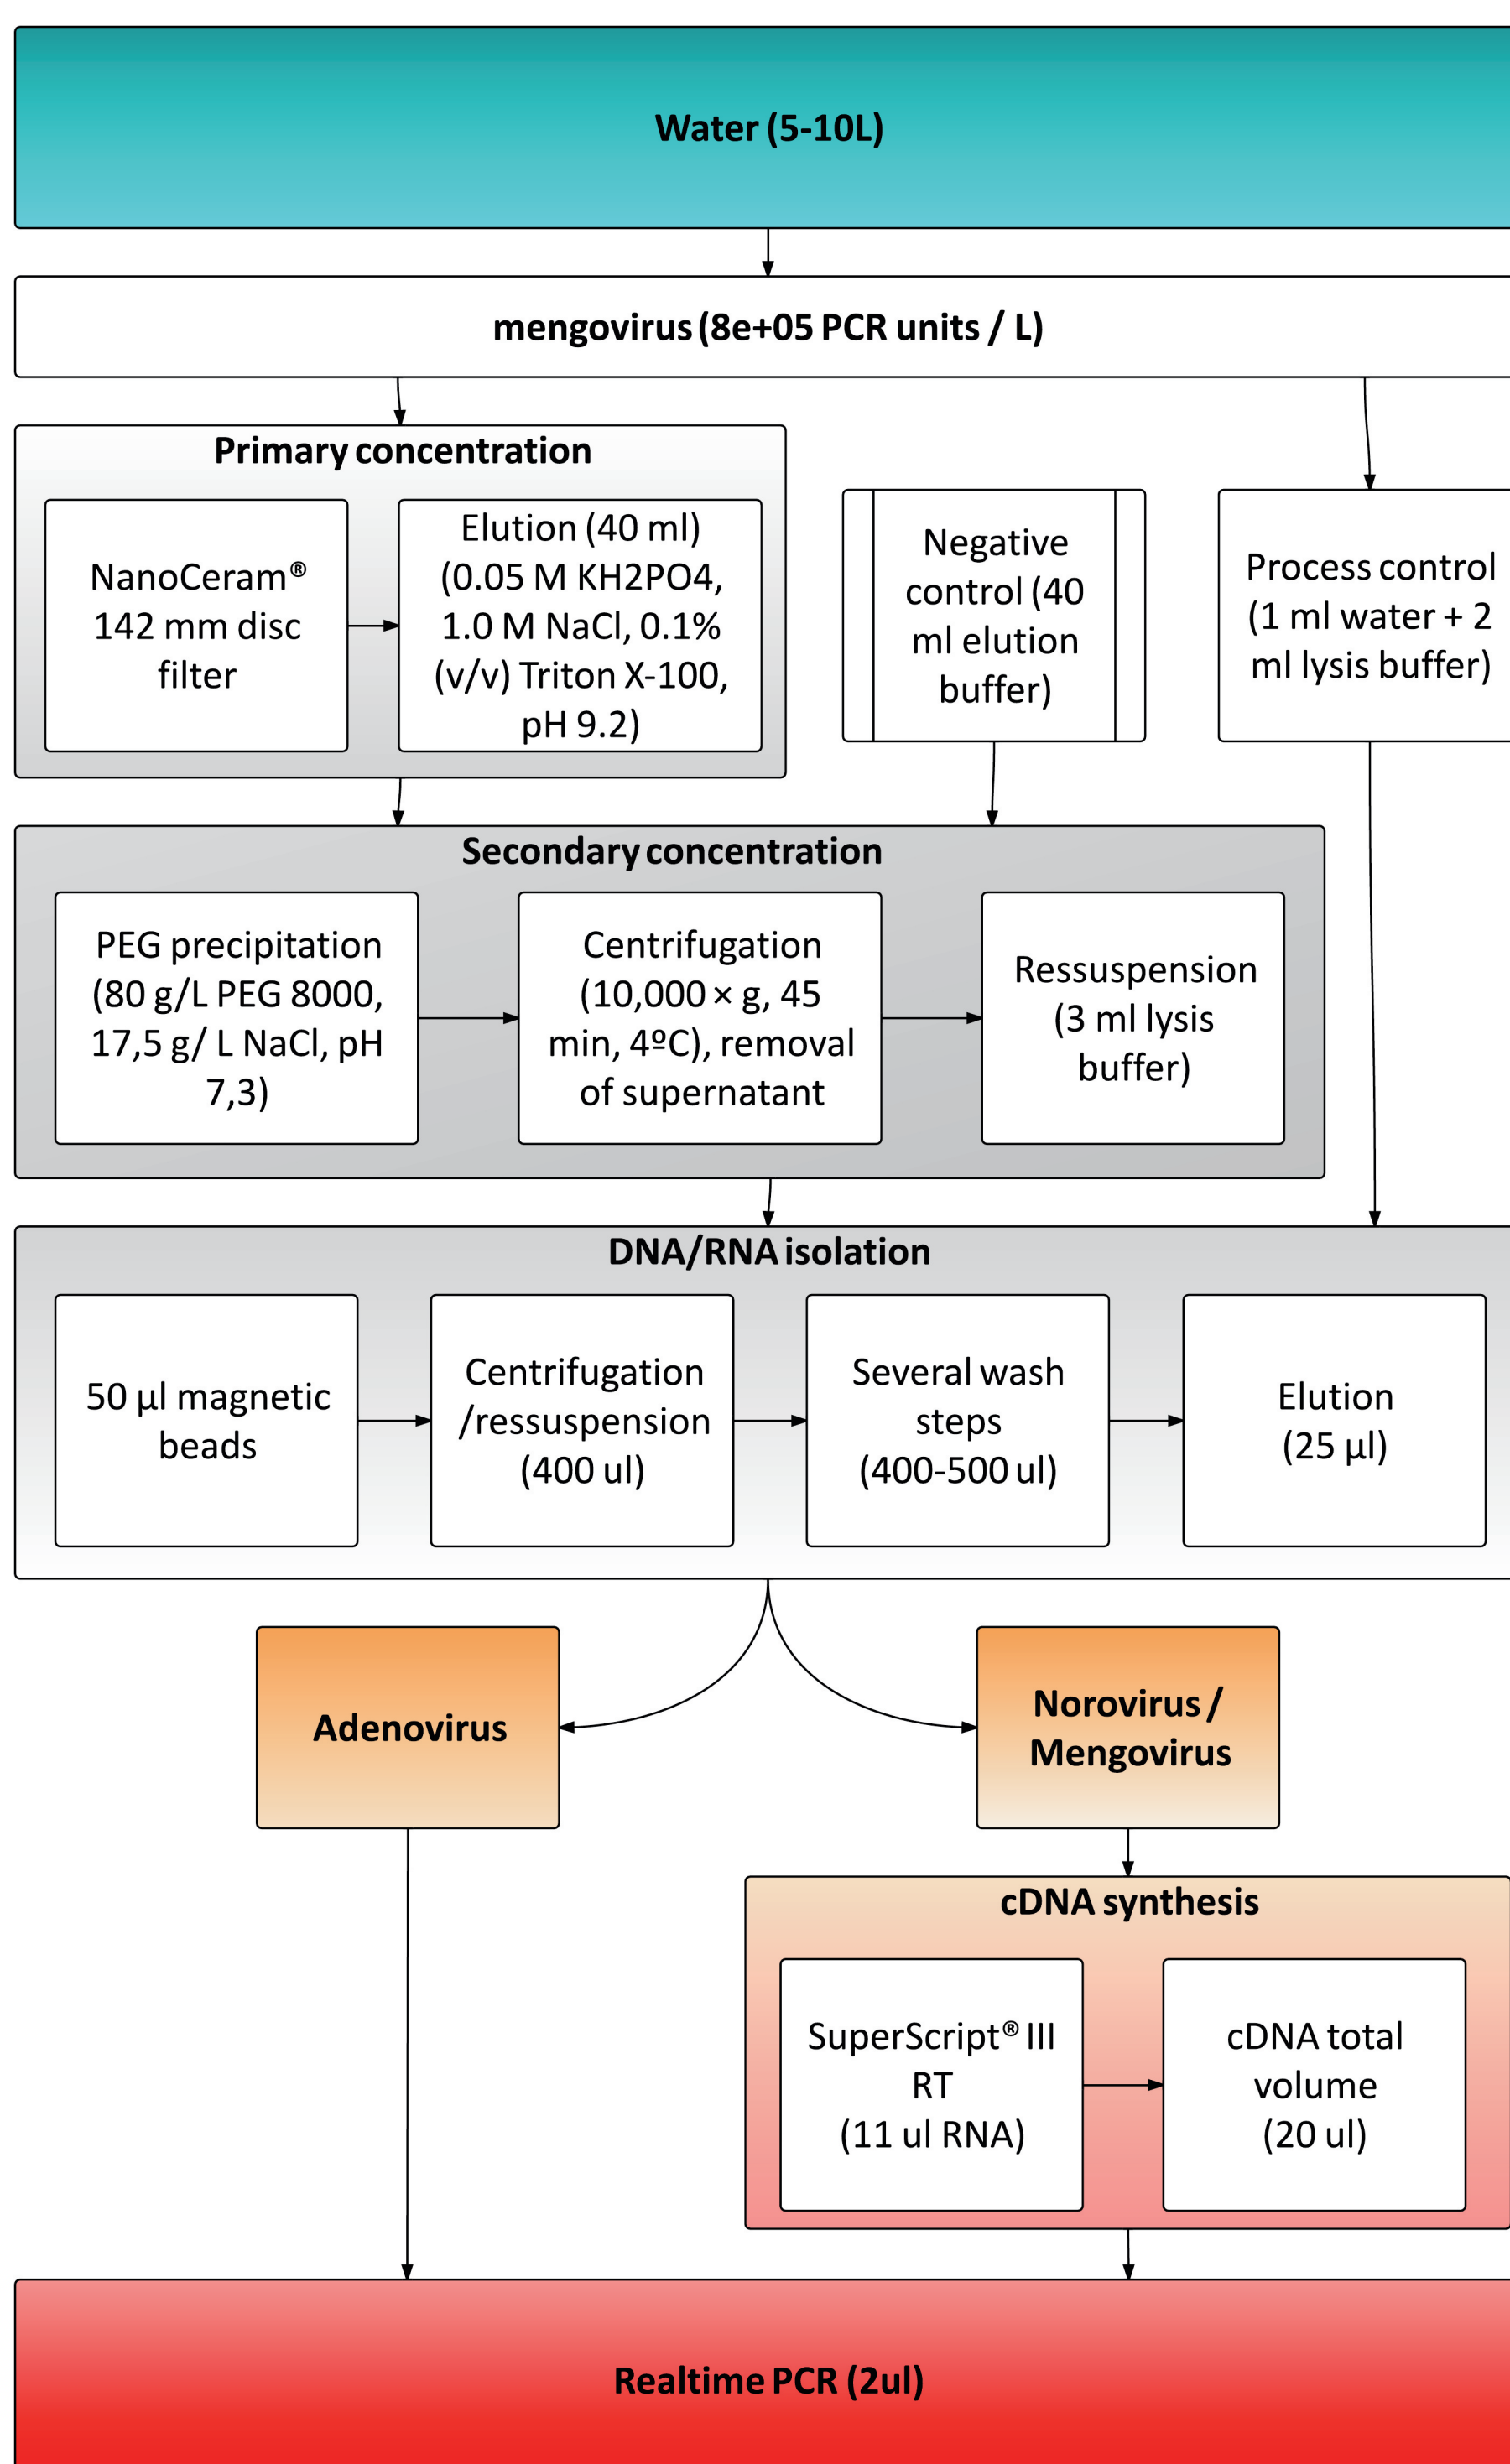 Water (5-10L)
mengovirus (8e+05 PCR units / L)
Primary concentration
NanoCeram®
142 mm disc
filter
Elution (40 ml)
(0.05 M KH2PO4,
1.0 M NaCl, 0.1%
(v/v) Triton X-100,
pH 9.2)
Negative
control (40
ml elution
buffer)
Process control
(1 ml water + 2
ml lysis buffer)
Secondary concentration
PEG precipitation
(80 g/L PEG 8000,
17,5 g/ L NaCl, pH
7,3)
Centrifugation
(10,000 × g, 45
min, 4ºC), removal
of supernatant
Ressuspension
(3 ml lysis
buffer)
DNA/RNA isolation
50 µl magnetic
beads
Centrifugation
/ressuspension
(400 ul)
Several wash
steps
(400-500 ul)
Elution
(25 µl)
Adenovirus
Norovirus /
Mengovirus
cDNA synthesis
SuperScript® III
RT
(11 ul RNA)
cDNA total
volume
(20 ul)
Realtime PCR (2ul)